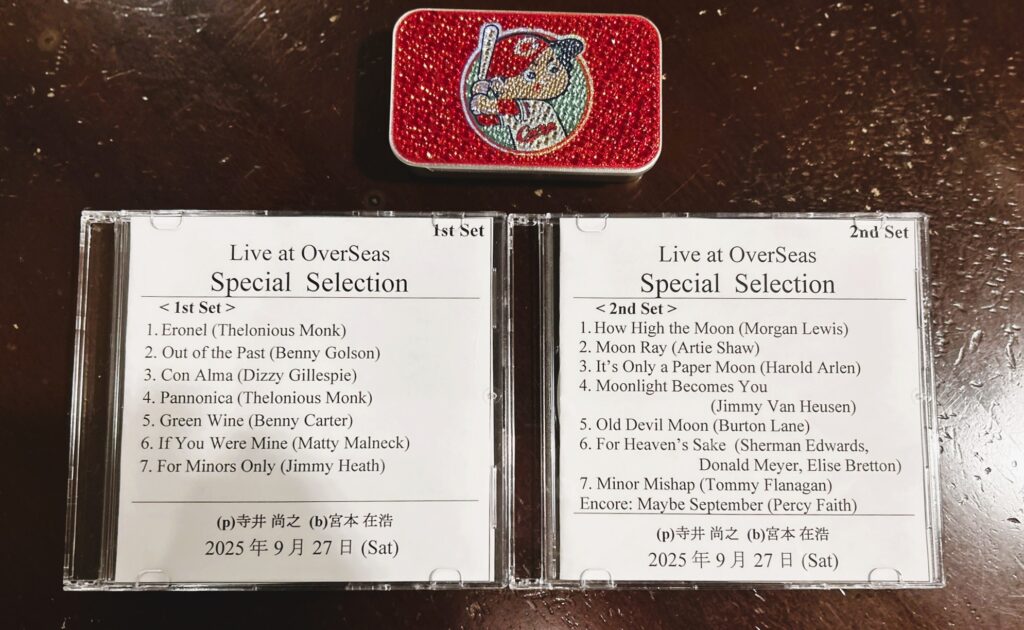 Carp
1st Set
Live at OverSeas
Special Selection
< 1st Set >
1. Eronel (Thelonious Monk)
2. Out of the Past (Benny Golson)
3. Con Alma (Dizzy Gillespie)
4. Pannonica (Thelonious Monk)
5. Green Wine (Benny Carter)
6. If You Were Mine (Matty Malneck)
7. For Minors Only (Jimmy Heath)
(p)寺井 尚之 (b)宮本 在浩
2025 年 9 月 27 日 (Sat)
2nd Set
Live at OverSeas
Special Selection
< 2nd Set >
1. How High the Moon (Morgan Lewis)
2. Moon Ray (Artie Shaw)
3. It's Only a Paper Moon (Harold Arlen)
4. Moonlight Becomes You
(Jimmy Van Heusen)
5. Old Devil Moon (Burton Lane)
6. For Heaven's Sake (Sherman Edwards,
Donald Meyer, Elise Bretton)
7. Minor Mishap (Tommy Flanagan)
Encore: Maybe September (Percy Faith)
(p)寺井 尚之 (b)宮本 在浩
2025 年 9 月 27 日 (Sat)